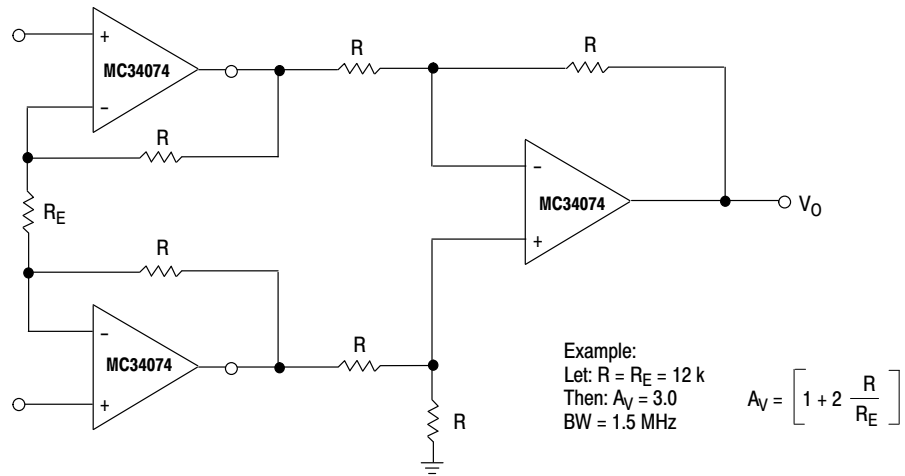 R
R
+
MC34074
−
R
−
MC34074
+
V_O
R_E
R
−
MC34074
+
R
R
Example:
Let: R = R_E = 12 k
Then: A_V = 3.0
BW = 1.5 MHz
A_V = [1 + 2 R/R_E]